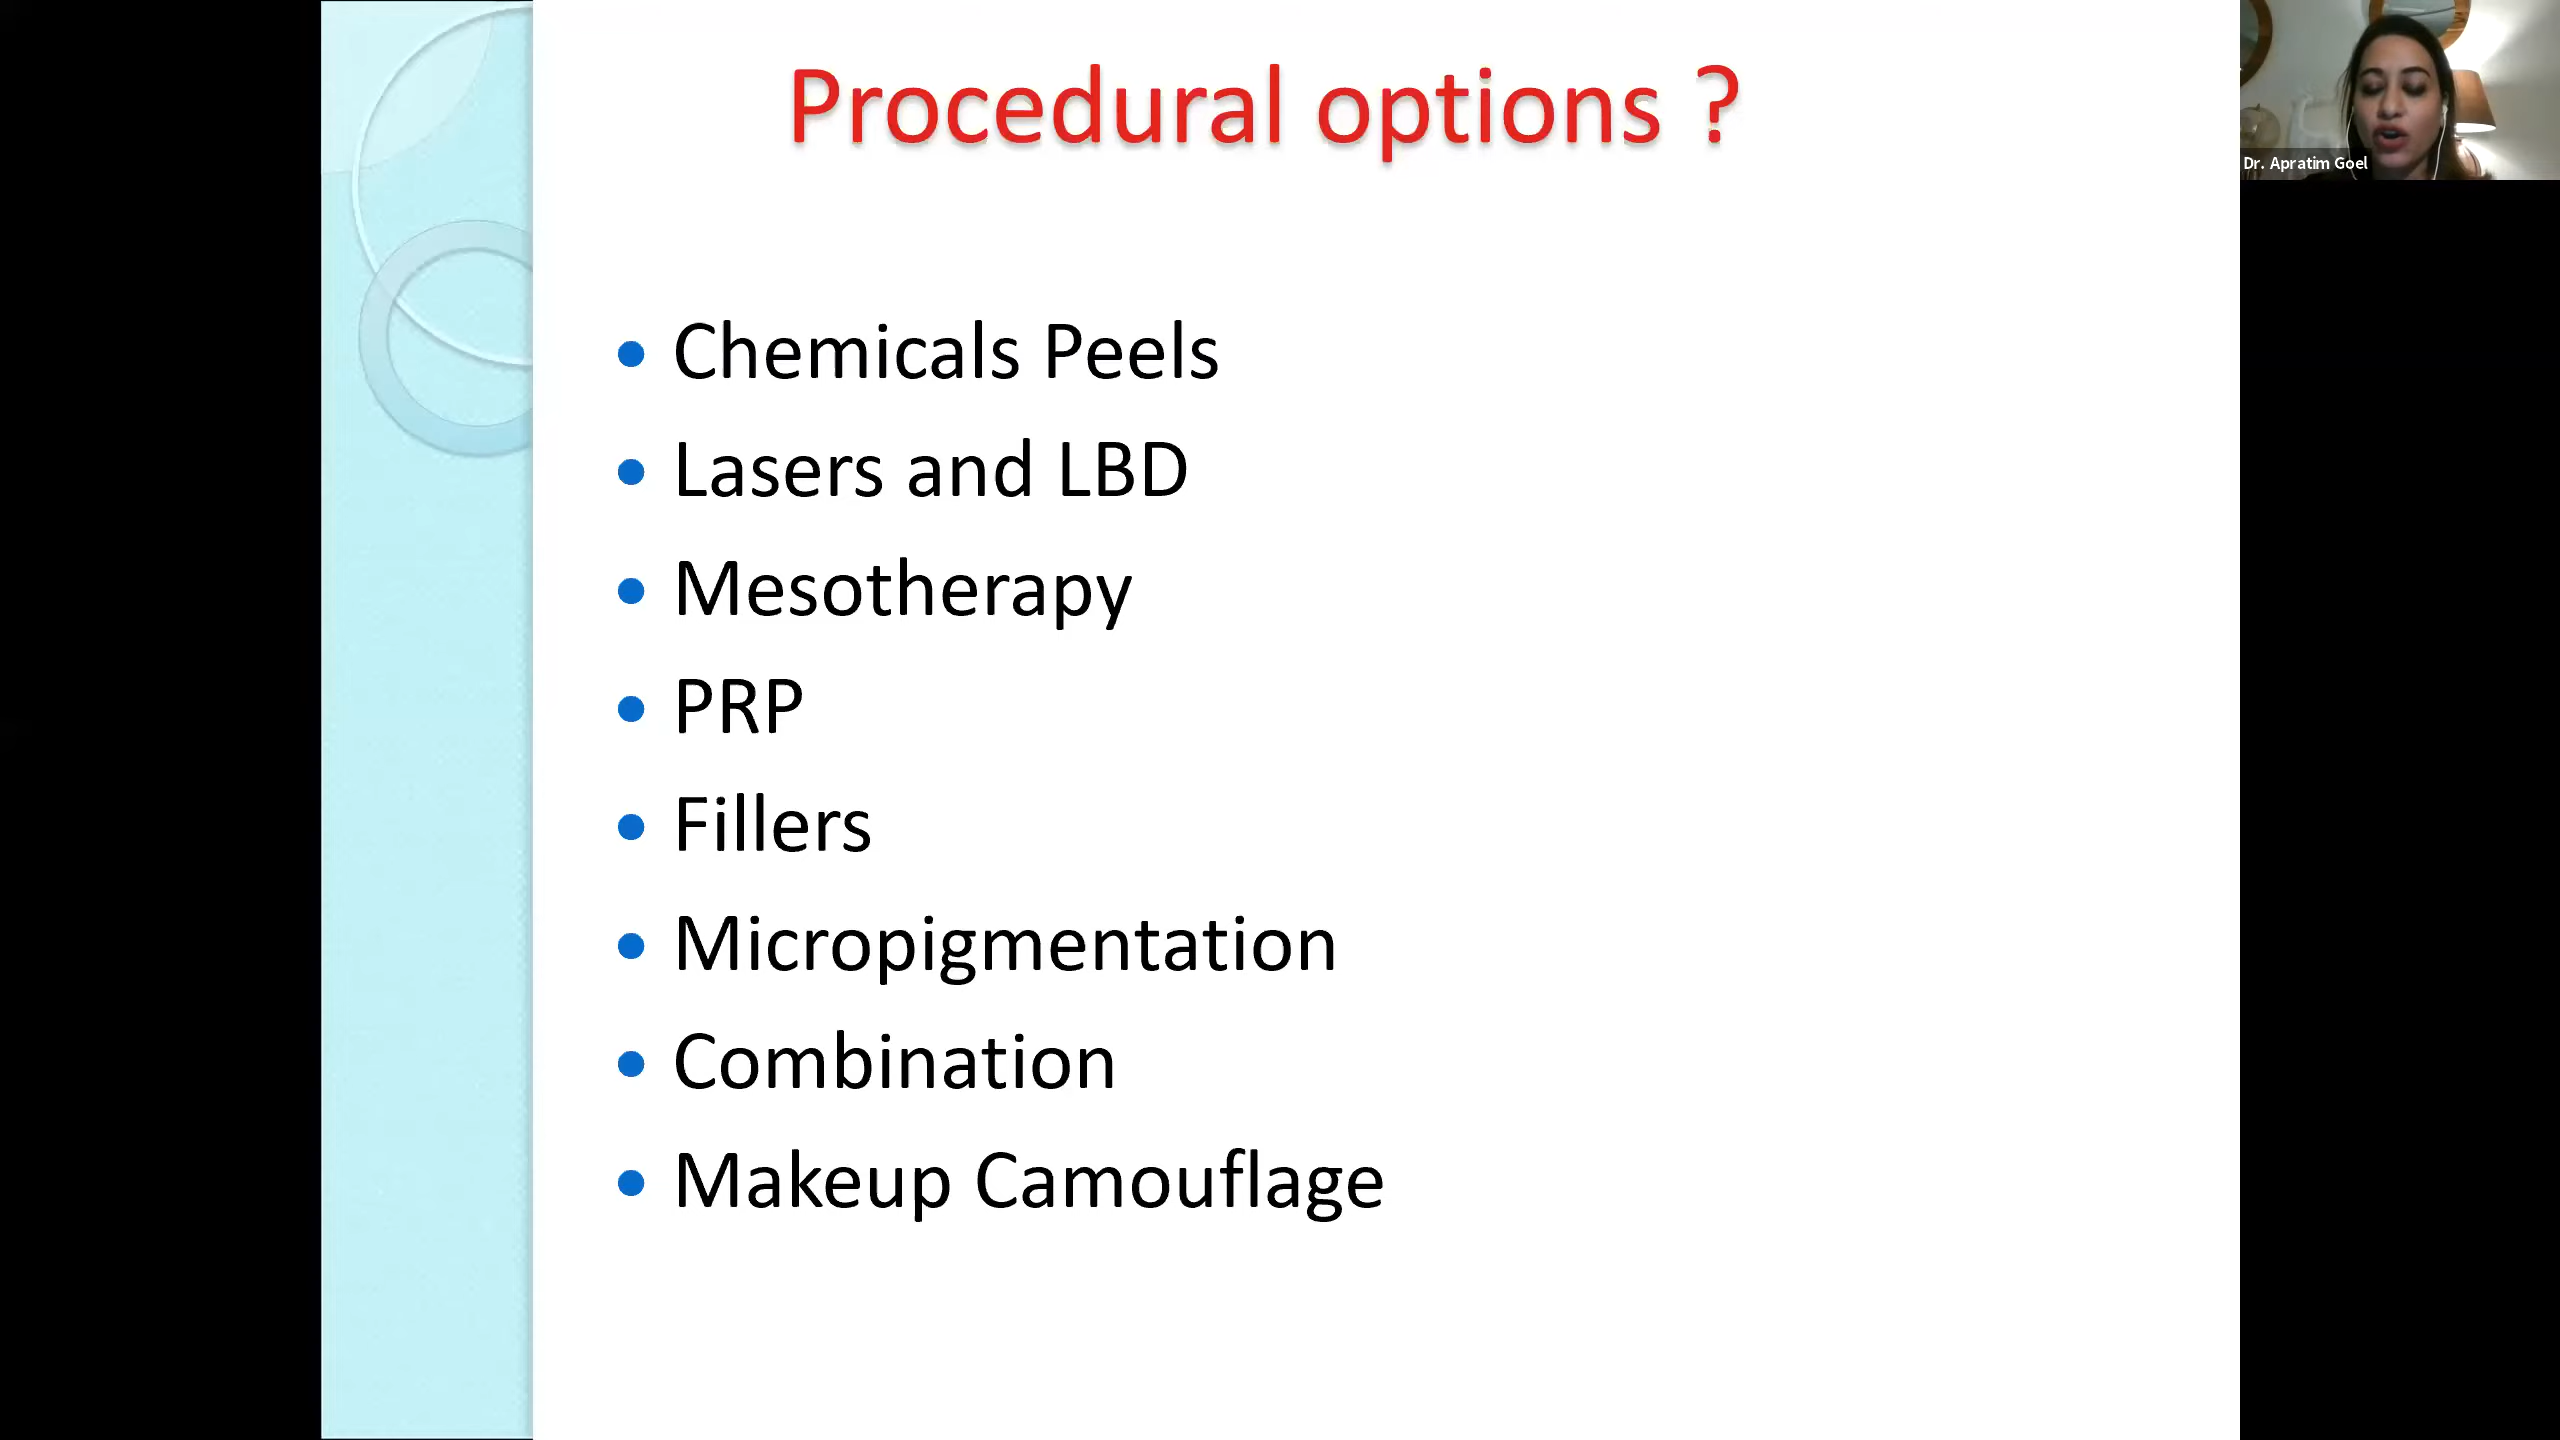 Procedural options ?
Dr. Apratim Goel
• Chemicals Peels
• Lasers and LBD
• Mesotherapy
• PRP
• Fillers
• Micropigmentation
• Combination
• Makeup Camouflage